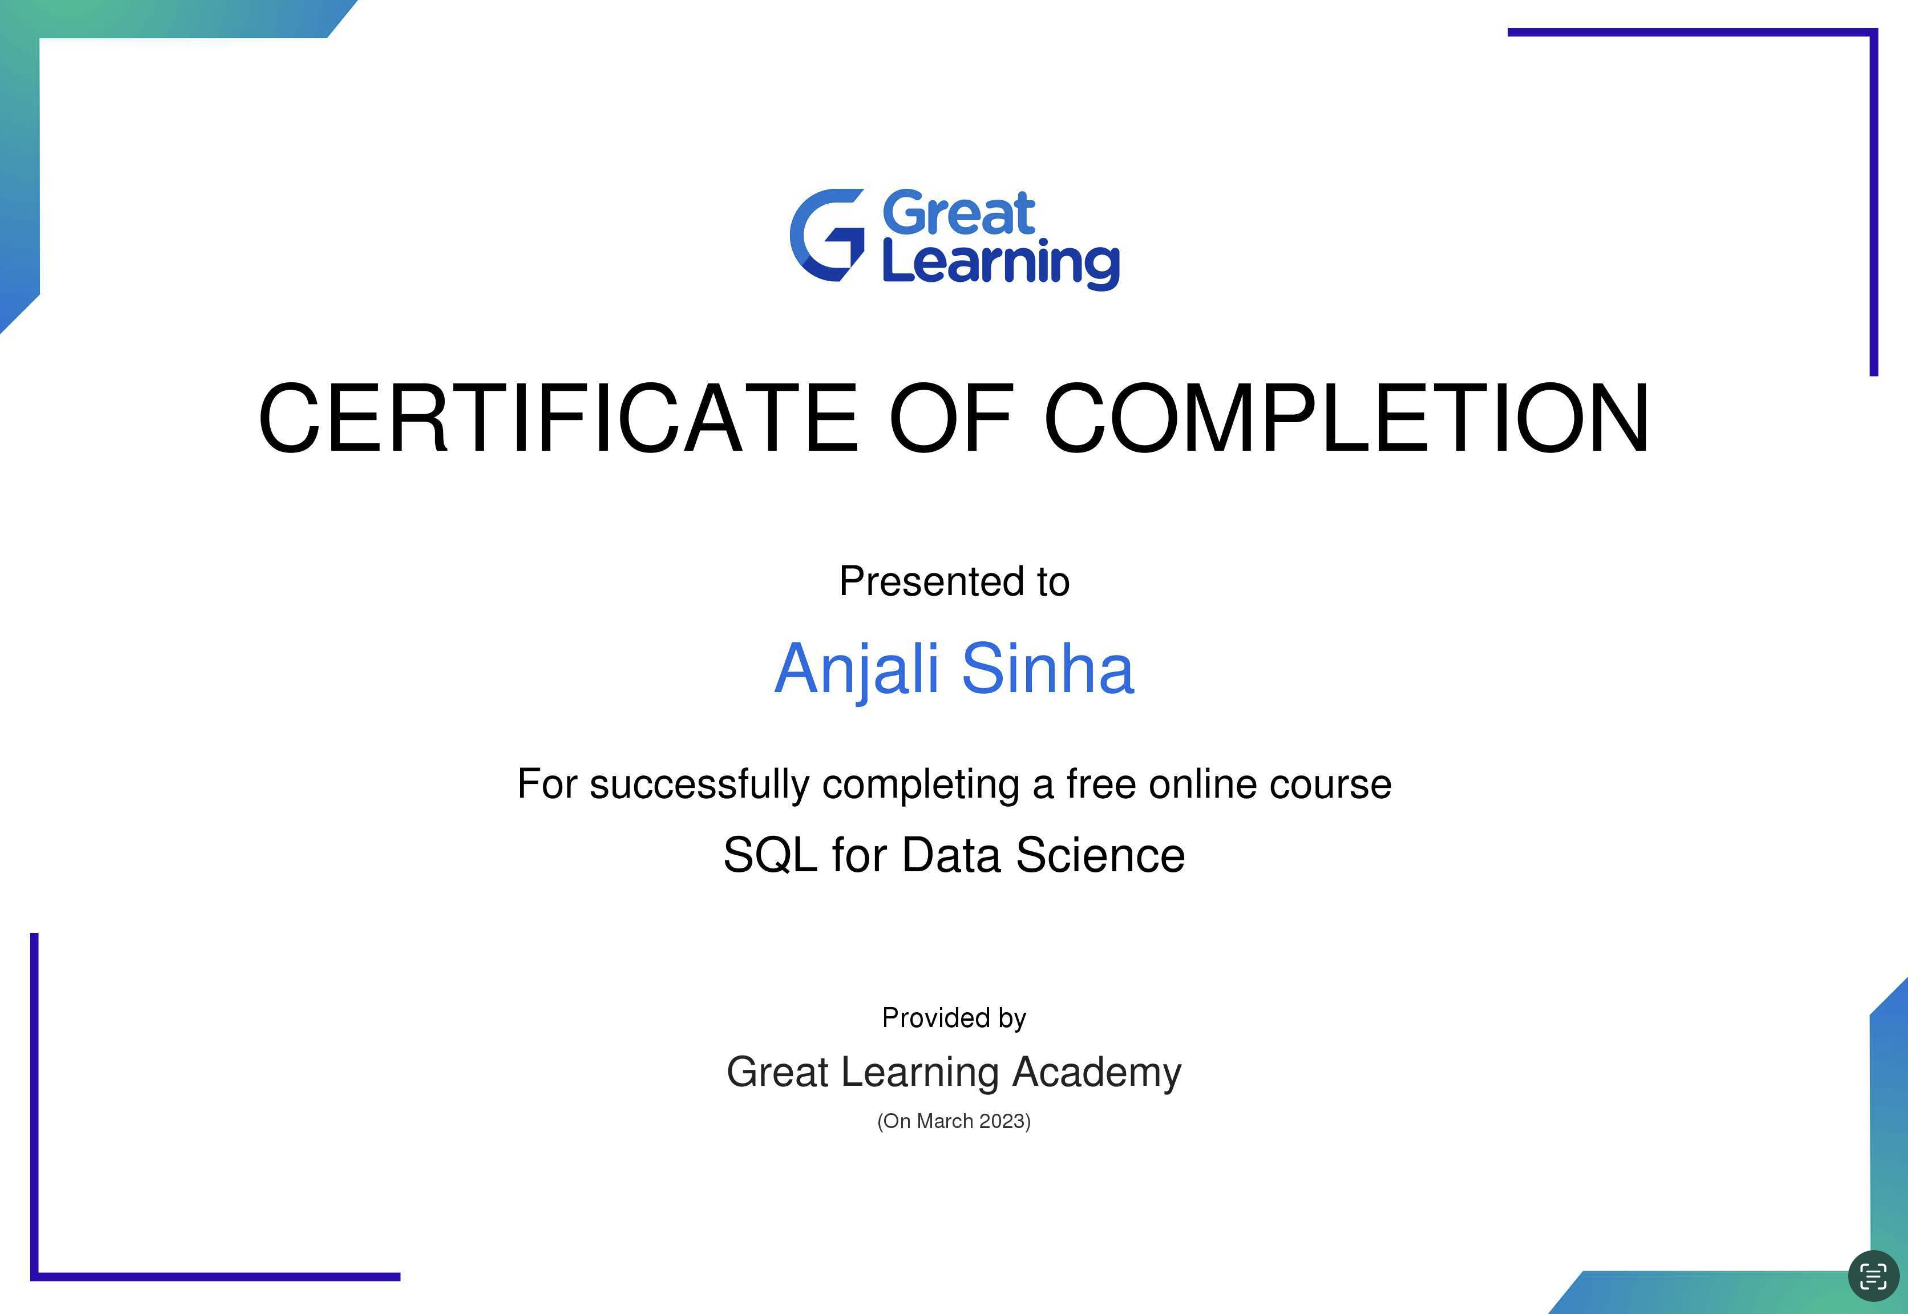 Great
Learning
CERTIFICATE OF COMPLETION
Presented to
Anjali Sinha
For successfully completing a free online course
SQL for Data Science
Provided by
Great Learning Academy
(On March 2023)